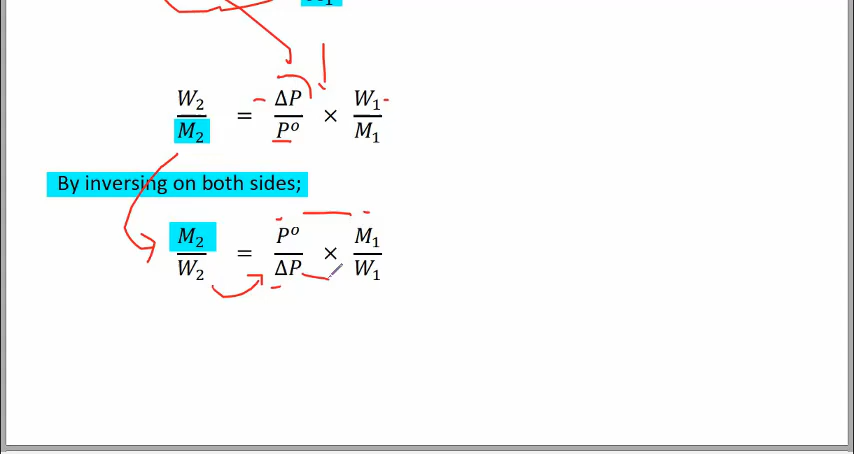 W₂/M₂ = ΔP/P° × W₁/M₁
By inversing on both sides;
M₂/W₂ = P°/ΔP × M₁/W₁